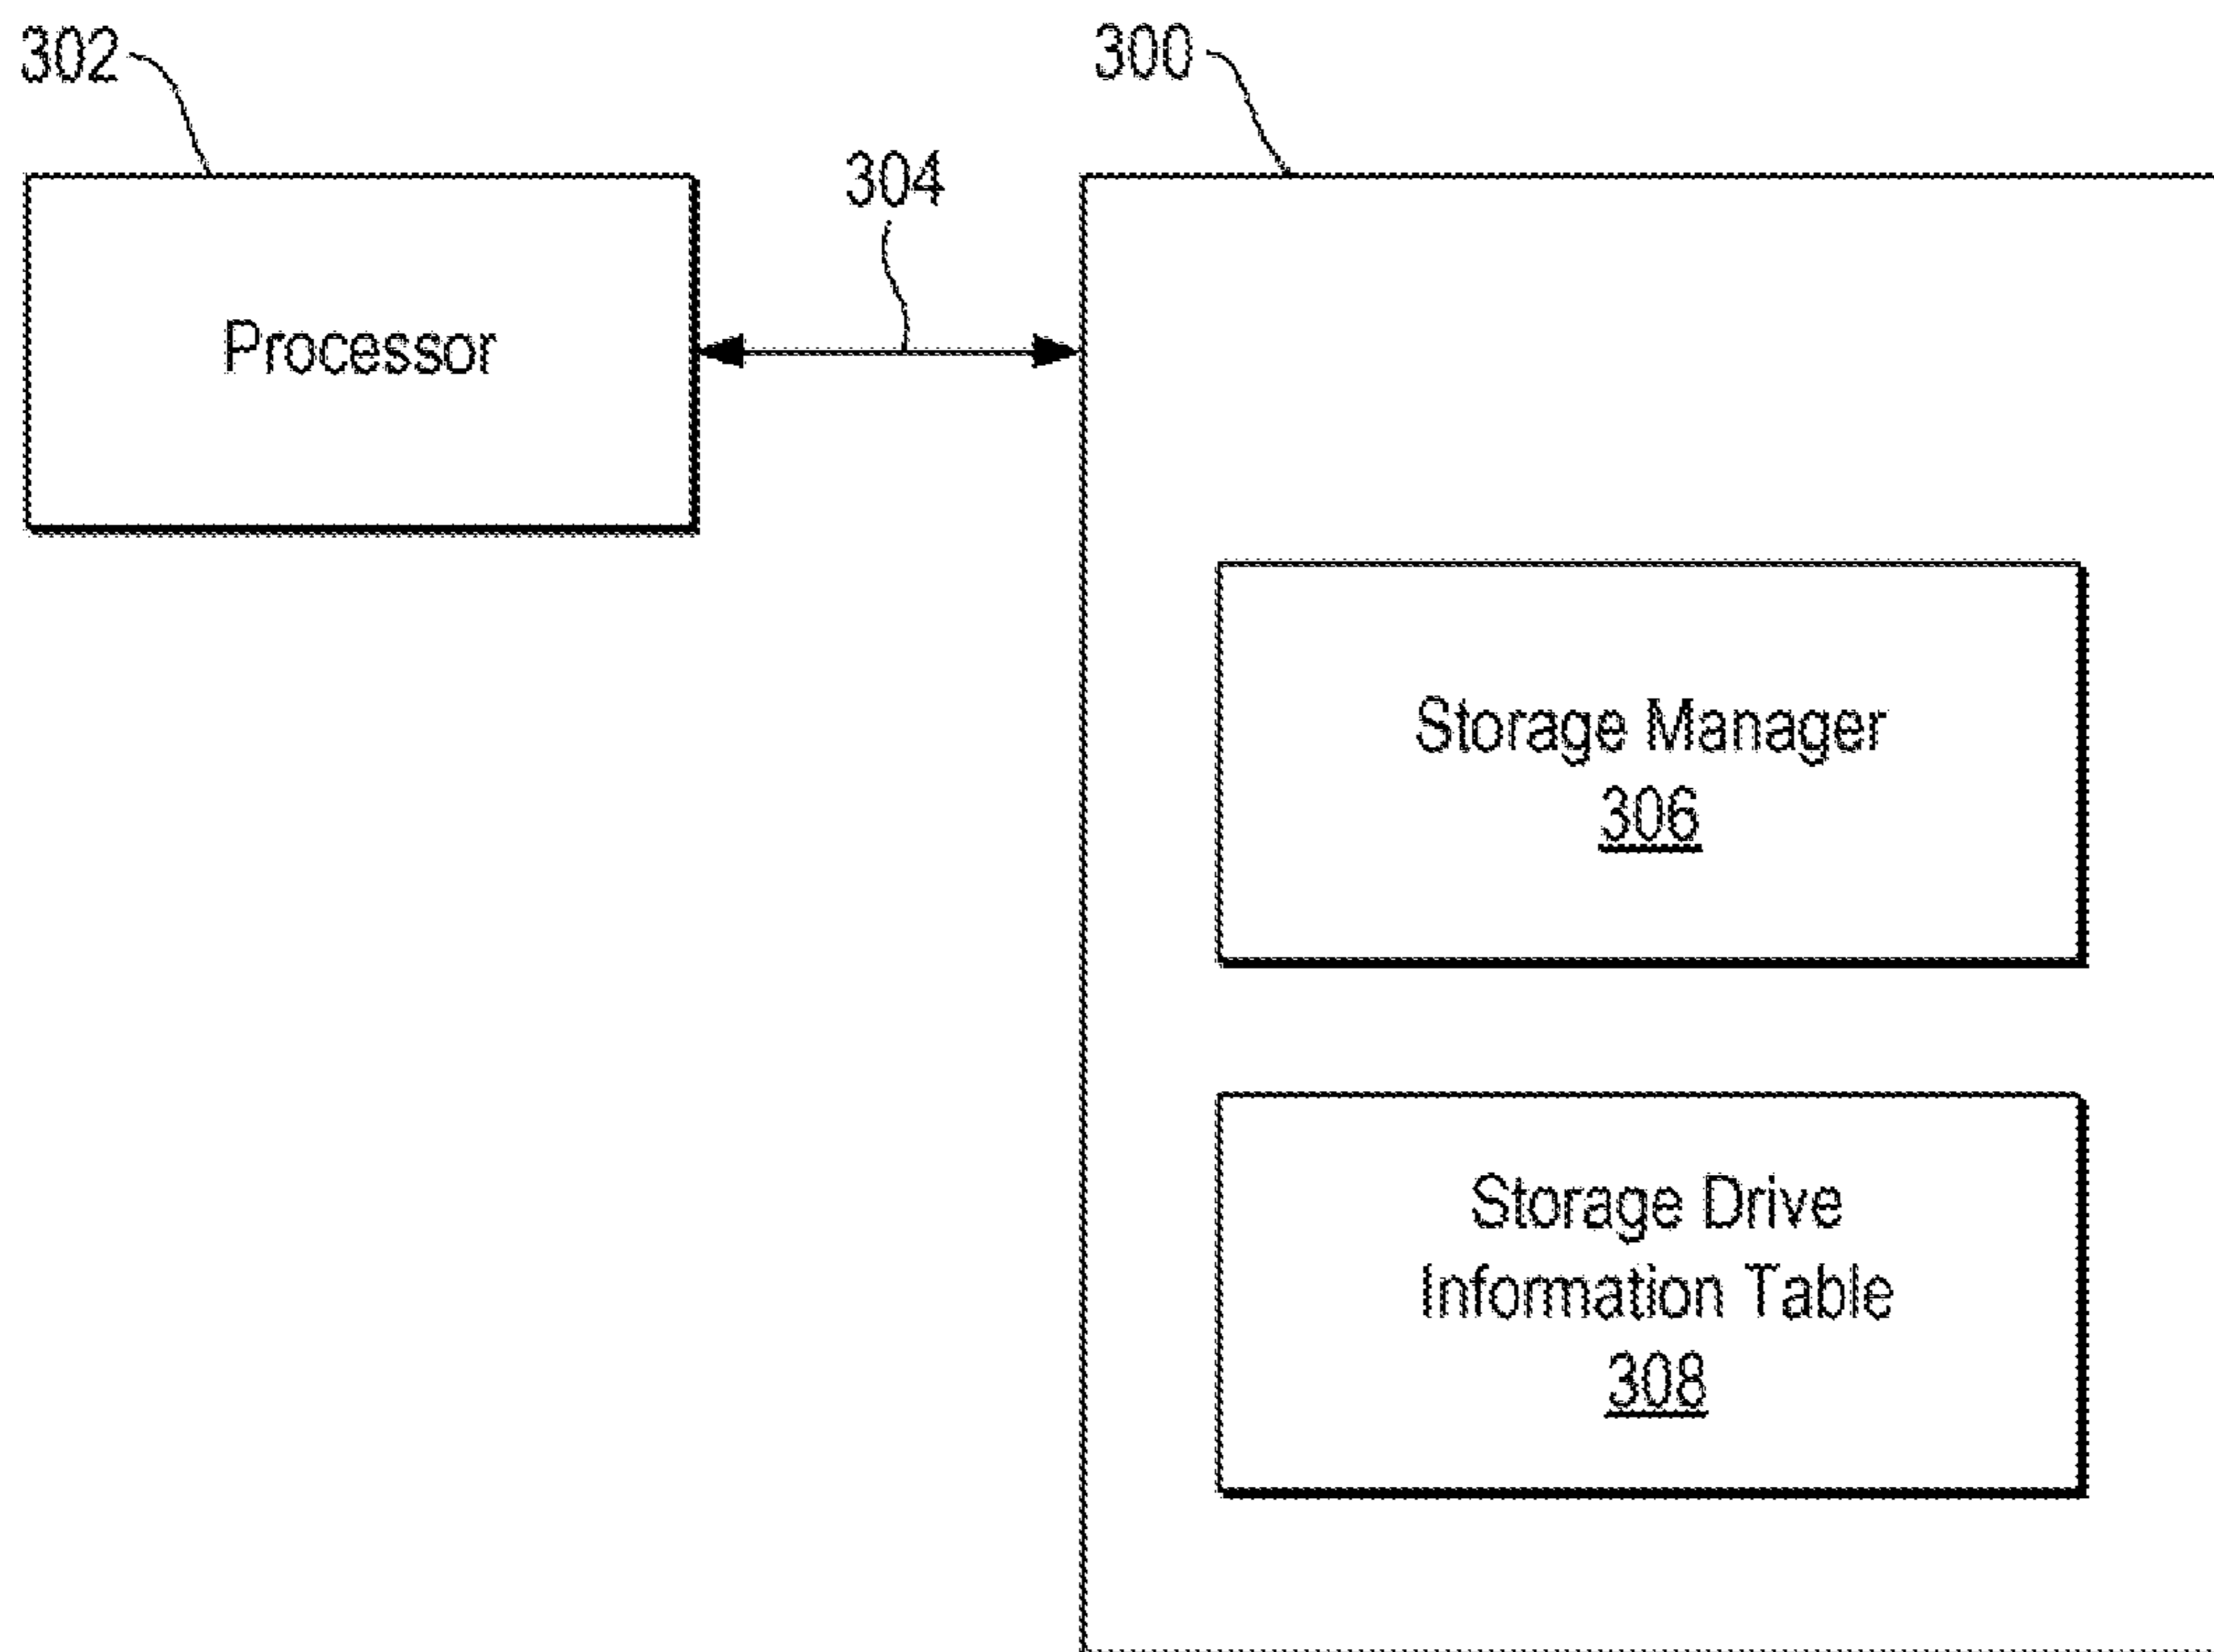 302
300
304
Processor
Storage Manager
306
Storage Drive
Information Table
308